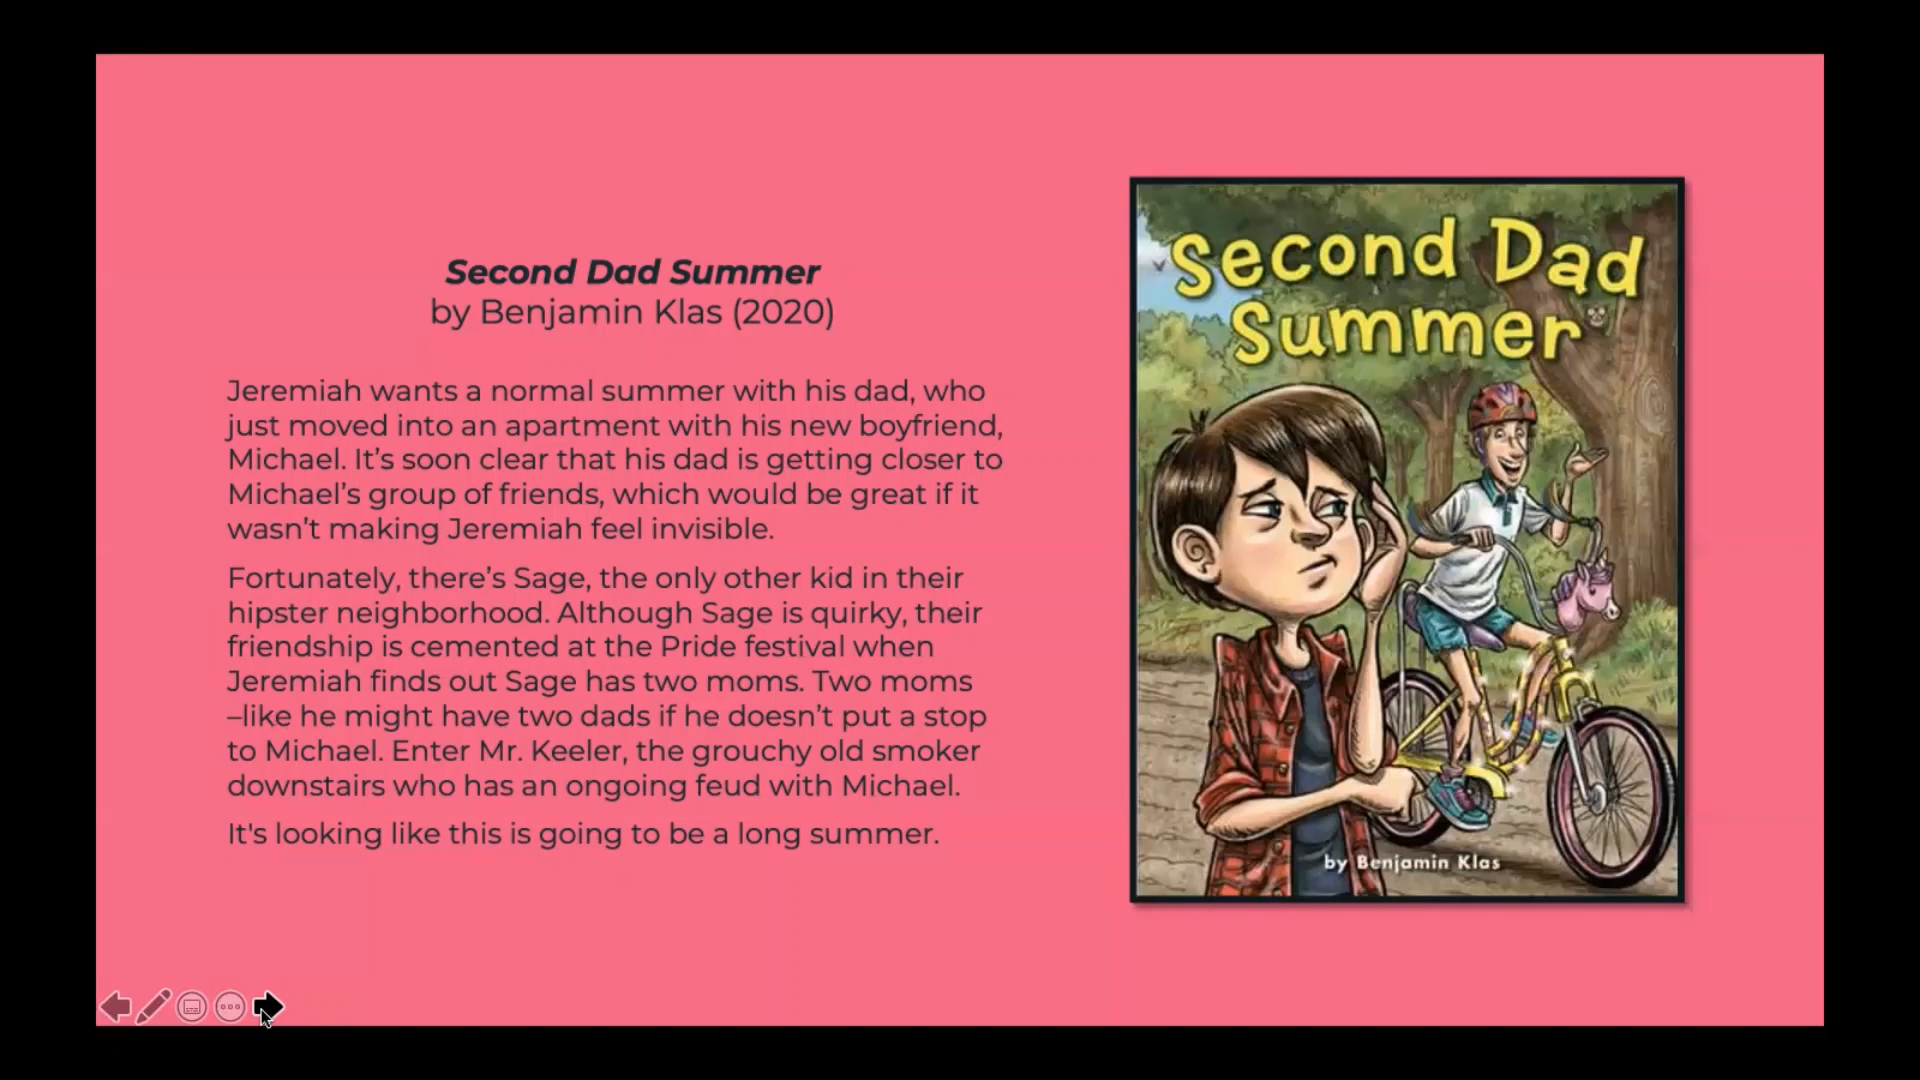 Second Dad Summer
by Benjamin Klas (2020)
Jeremiah wants a normal summer with his dad, who
just moved into an apartment with his new boyfriend,
Michael. It’s soon clear that his dad is getting closer to
Michael’s group of friends, which would be great if it
wasn’t making Jeremiah feel invisible.
Fortunately, there’s Sage, the only other kid in their
hipster neighborhood. Although Sage is quirky, their
friendship is cemented at the Pride festival when
Jeremiah finds out Sage has two moms. Two moms
–like he might have two dads if he doesn’t put a stop
to Michael. Enter Mr. Keeler, the grouchy old smoker
downstairs who has an ongoing feud with Michael.
It's looking like this is going to be a long summer.
Second Dad
Summer
by Benjamin Klas